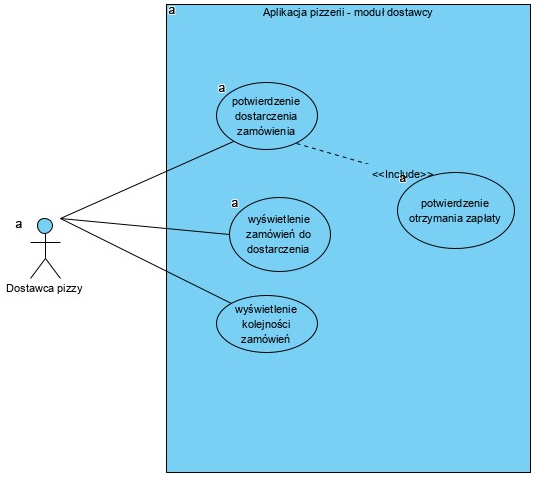 a
Aplikacja pizzerii - moduł dostawcy
a
potwierdzenie
dostarczenia
zamówienia
<<Include>>
a
potwierdzenie
otrzymania zapłaty
a
wyświetlenie
zamówień do
dostarczenia
a
Dostawca pizzy
wyświetlenie
kolejności
zamówień